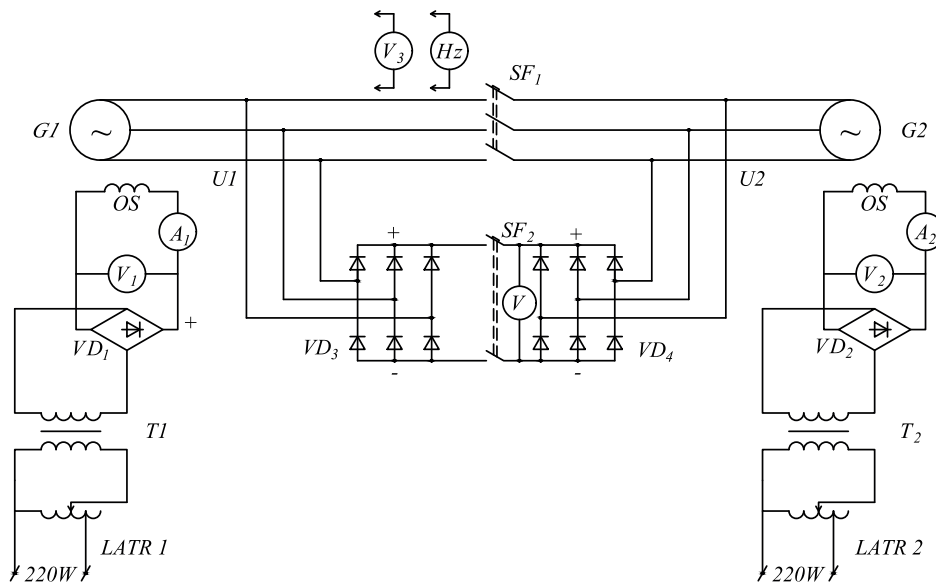 V3
Hz
SF1
G1
~
~
G2
U1
U2
OS
OS
A1
A2
+
SF2
+
V1
V
V2
+
VD1
VD3
VD4
VD2
-
-
T1
T2
LATR 1
LATR 2
220W
220W